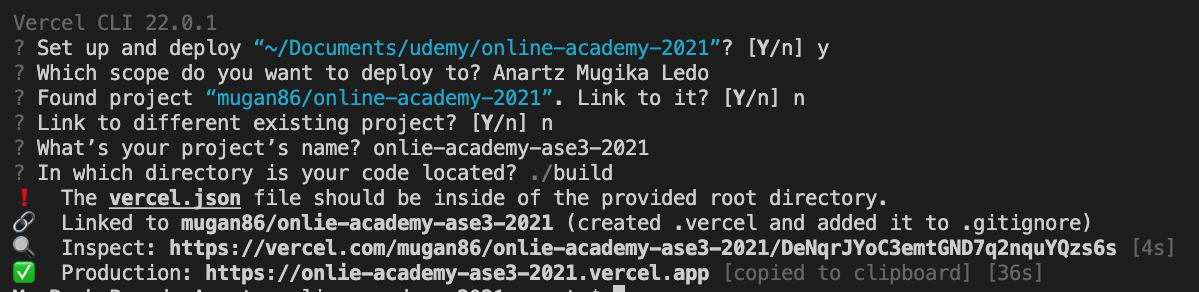 Vercel CLI 22.0.1
? Set up and deploy “~/Documents/udemy/online-academy-2021”? [Y/n] y
? Which scope do you want to deploy to? Anartz Mugika Ledo
? Found project “mugan86/online-academy-2021”. Link to it? [Y/n] n
? Link to different existing project? [Y/n] n
? What’s your project’s name? onlie-academy-ase3-2021
? In which directory is your code located? ./build
❗ The vercel.json file should be inside of the provided root directory.
🔗 Linked to mugan86/onlie-academy-ase3-2021 (created .vercel and added it to .gitignore)
🔍 Inspect: https://vercel.com/mugan86/onlie-academy-ase3-2021/DeNqrJYoC3emtGND7q2nquYQzs6s [4s]
✅ Production: https://onlie-academy-ase3-2021.vercel.app [copied to clipboard] [36s]